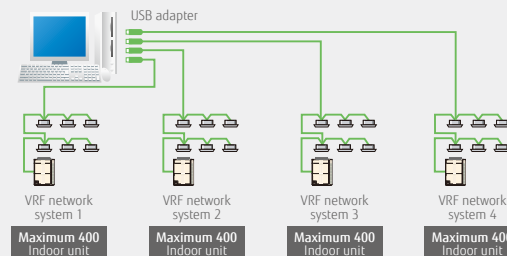 USB adapter
VRF network
system 1
VRF network
system 2
VRF network
system 3
VRF network
system 4
Maximum 400
Indoor unit
Maximum 400
Indoor unit
Maximum 400
Indoor unit
Maximum 400
Indoor unit